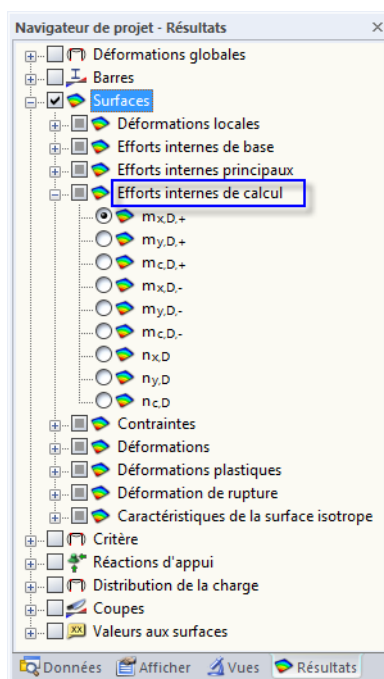 Navigateur de projet - Résultats
Déformations globales
Barres
Surfaces
Déformations locales
Efforts internes de base
Efforts internes principaux
Efforts internes de calcul
mx,D,+
my,D,+
mc,D,+
mx,D,-
my,D,-
mc,D,-
nx,D
ny,D
nc,D
Contraintes
Déformations
Déformations plastiques
Déformation de rupture
Caractéristiques de la surface isotrope
Critère
Réactions d'appui
Distribution de la charge
Coupes
xx Valeurs aux surfaces
Données Afficher Vues Résultats